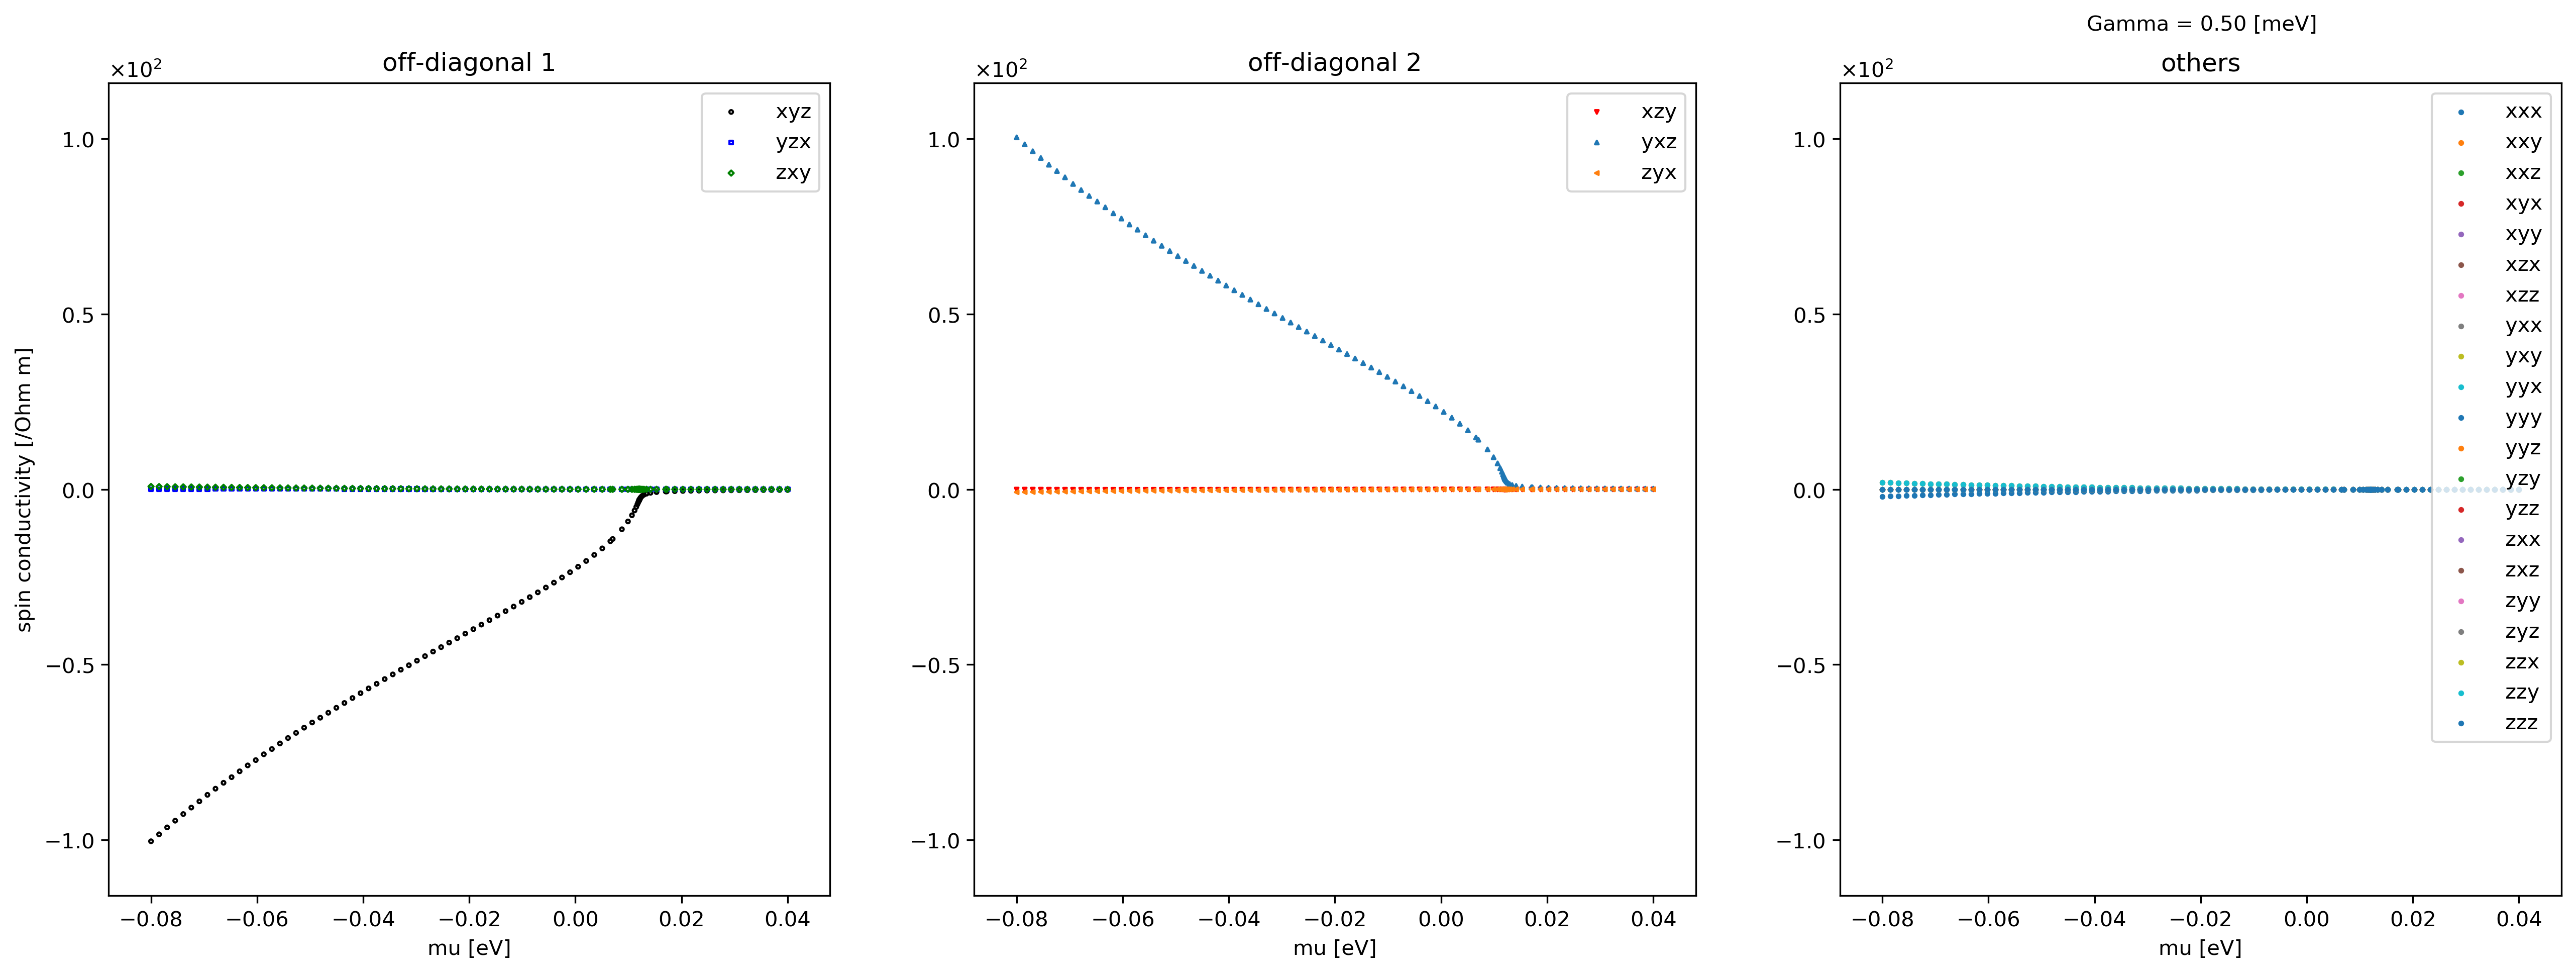 Gamma = 0.50 [meV]
off-diagonal 1
off-diagonal 2
others
×10²
×10²
×10²
xyz
yzx
zxy
xzy
yxz
zyx
xxx
xxy
xxz
xyx
xyy
xzx
xzz
yxx
yxy
yyx
yyy
yyz
yzy
yzz
zxx
zxz
zyy
zyz
zzx
zzy
zzz
spin conductivity [/Ohm m]
1.0
0.5
0.0
−0.5
−1.0
1.0
0.5
0.0
−0.5
−1.0
1.0
0.5
0.0
−0.5
−1.0
−0.08 −0.06 −0.04 −0.02 0.00 0.02 0.04
−0.08 −0.06 −0.04 −0.02 0.00 0.02 0.04
−0.08 −0.06 −0.04 −0.02 0.00 0.02 0.04
mu [eV]
mu [eV]
mu [eV]